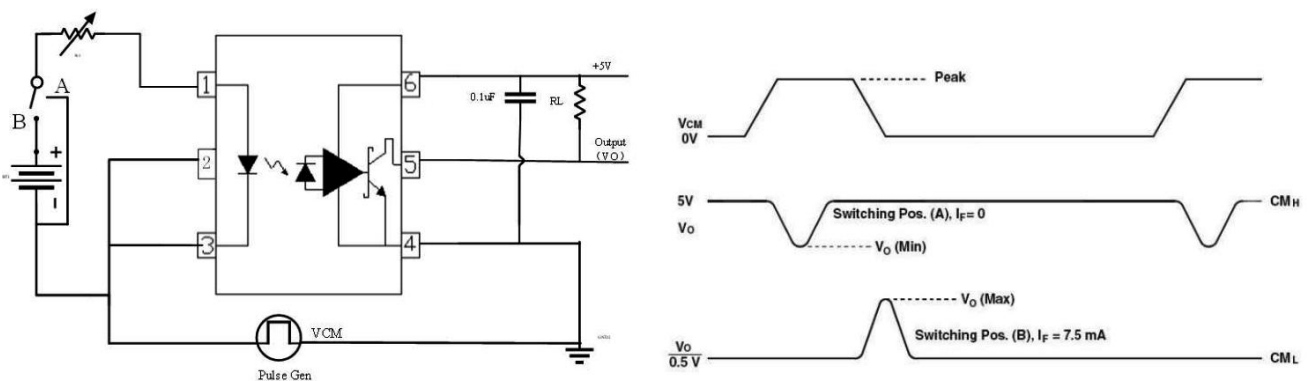 A
B
+
-
1
2
3
6
5
4
0.1uF
RL
+5V
Output
(VO)
VCM
Pulse Gen
Peak
VCM
0V
5V
VO
Switching Pos. (A), IF= 0
CMH
VO (Min)
VO (Max)
Switching Pos. (B), IF = 7.5 mA
VO
0.5 V
CML